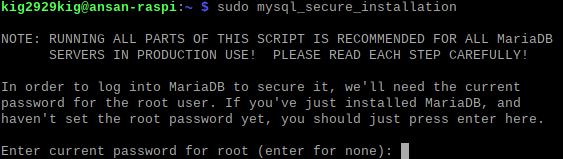 kig2929kig@ansan-raspi:~ $ sudo mysql_secure_installation
NOTE: RUNNING ALL PARTS OF THIS SCRIPT IS RECOMMENDED FOR ALL MariaDB
SERVERS IN PRODUCTION USE!  PLEASE READ EACH STEP CAREFULLY!
In order to log into MariaDB to secure it, we'll need the current
password for the root user. If you've just installed MariaDB, and
haven't set the root password yet, you should just press enter here.
Enter current password for root (enter for none):